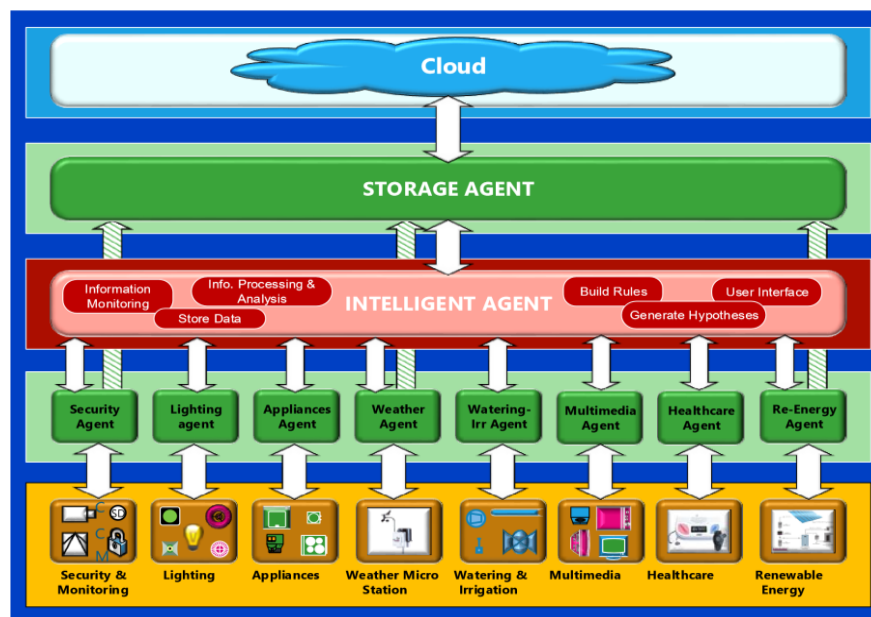 Cloud
STORAGE AGENT
Information
Monitoring
Info. Processing &
Analysis
Store Data
INTELLIGENT AGENT
Build Rules
User Interface
Generate Hypotheses
Security
Agent
Lighting
agent
Appliances
Agent
Weather
Agent
Watering-
Irr Agent
Multimedia
Agent
Healthcare
Agent
Re-Energy
Agent
C
SD
C
M
Security &
Monitoring
Lighting
Appliances
Weather Micro
Station
Watering &
Irrigation
Multimedia
Healthcare
Renewable
Energy